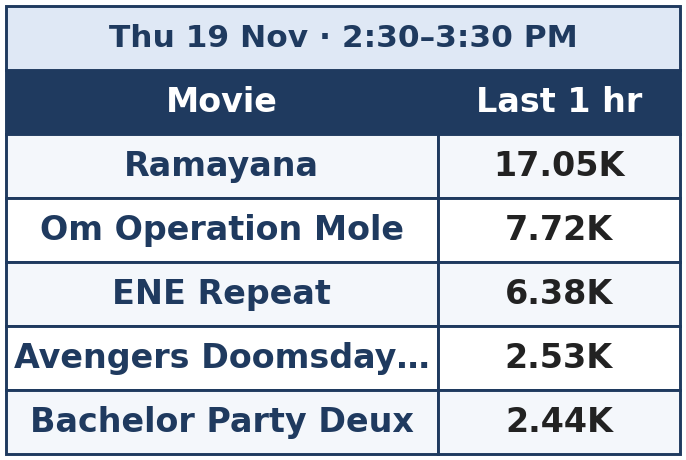 Thu 19 Nov · 2:30–3:30 PM
Movie Last 1 hr
Ramayana 17.05K
Om Operation Mole 7.72K
ENE Repeat 6.38K
Avengers Doomsday... 2.53K
Bachelor Party Deux 2.44K